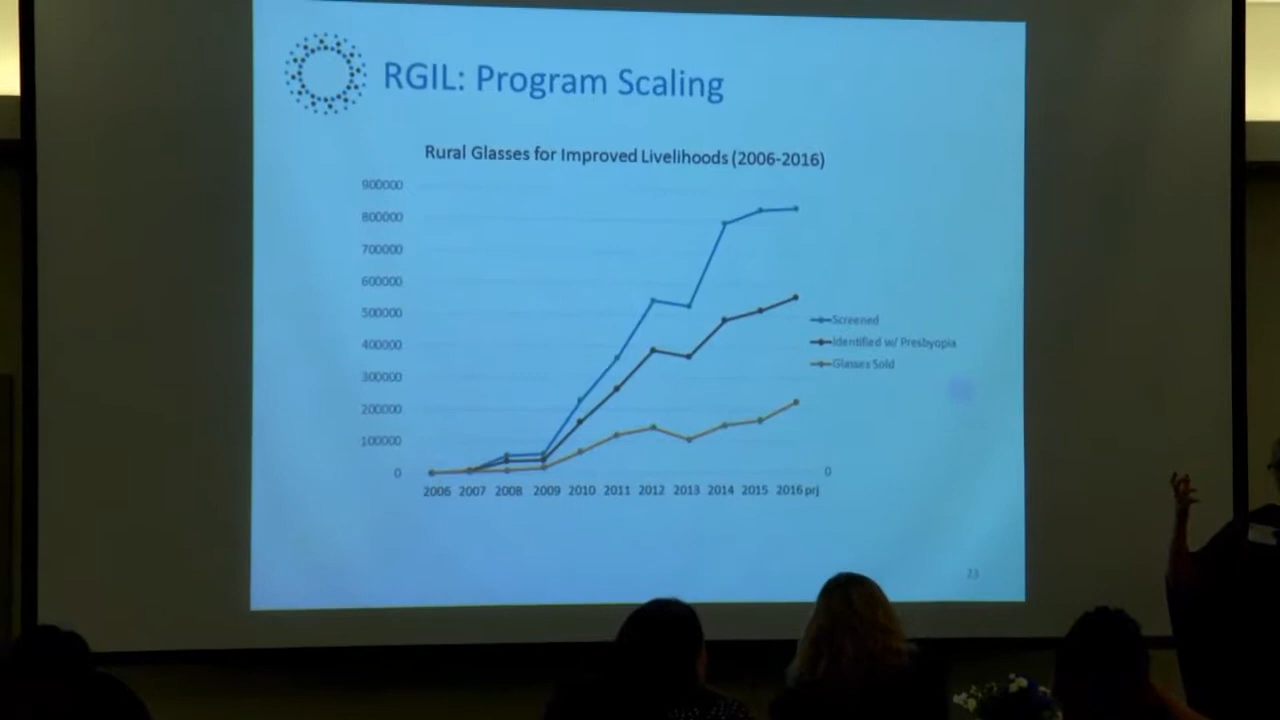 RGIL: Program Scaling
Rural Glasses for Improved Livelihoods (2006-2016)
900000
800000
700000
600000
500000
400000
300000
200000
100000
0
0
2006 2007 2008 2009 2010 2011 2012 2013 2014 2015 2016 prj
Screened
Identified w/ Presbyopia
Glasses Sold
23